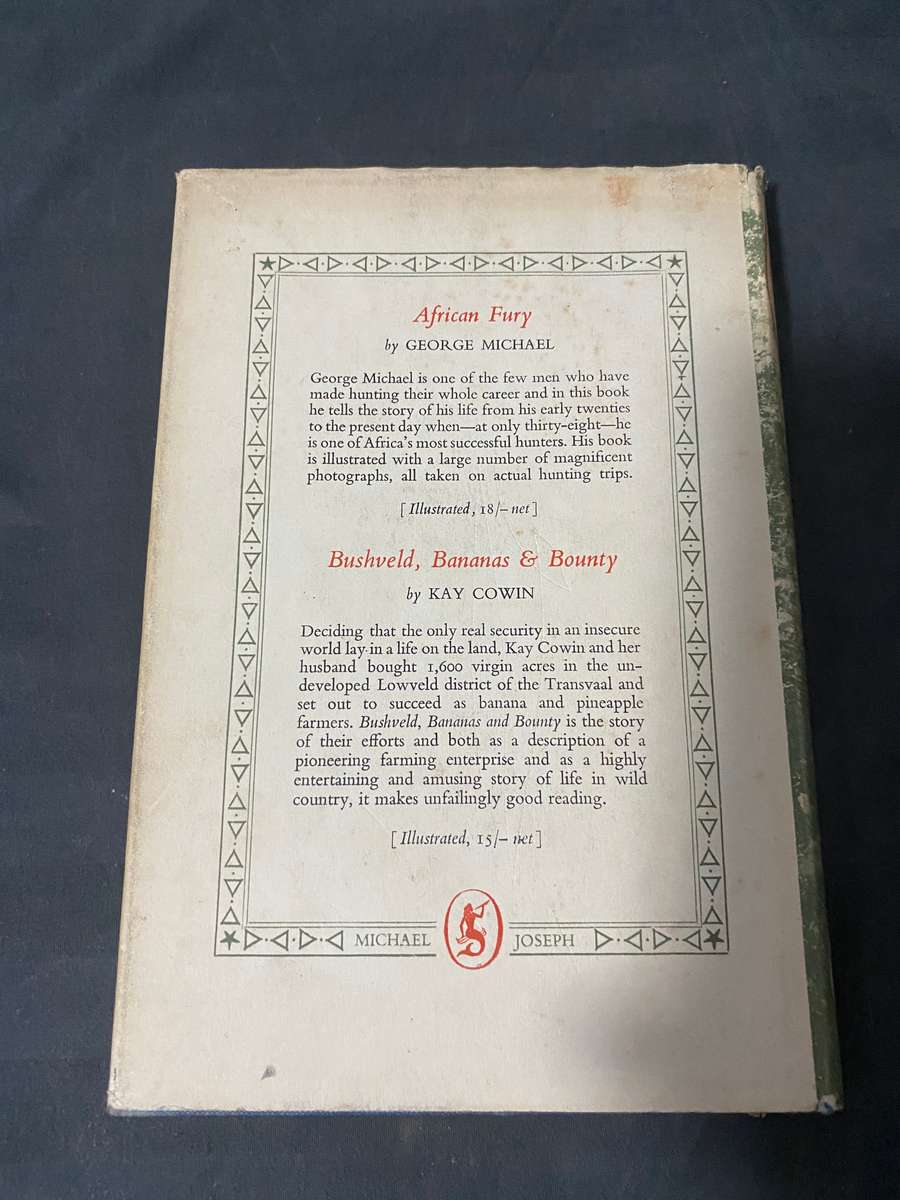 African Fury
by GEORGE MICHAEL
George Michael is one of the few men who have
made hunting their whole career and in this book
he tells the story of his life from his early twenties
to the present day when—at only thirty-eight—he
is one of Africa's most successful hunters. His book
is illustrated with a large number of magnificent
photographs, all taken on actual hunting trips.
[Illustrated, 18/– net]
Bushveld, Bananas & Bounty
by KAY COWIN
Deciding that the only real security in an insecure
world lay in a life on the land, Kay Cowin and her
husband bought 1,600 virgin acres in the un-
developed Lowveld district of the Transvaal and
set out to succeed as banana and pineapple
farmers. Bushveld, Bananas and Bounty is the story
of their efforts and both as a description of a
pioneering farming enterprise and as a highly
entertaining and amusing story of life in wild
country, it makes unfailingly good reading.
[Illustrated, 15/– net]
MICHAEL JOSEPH